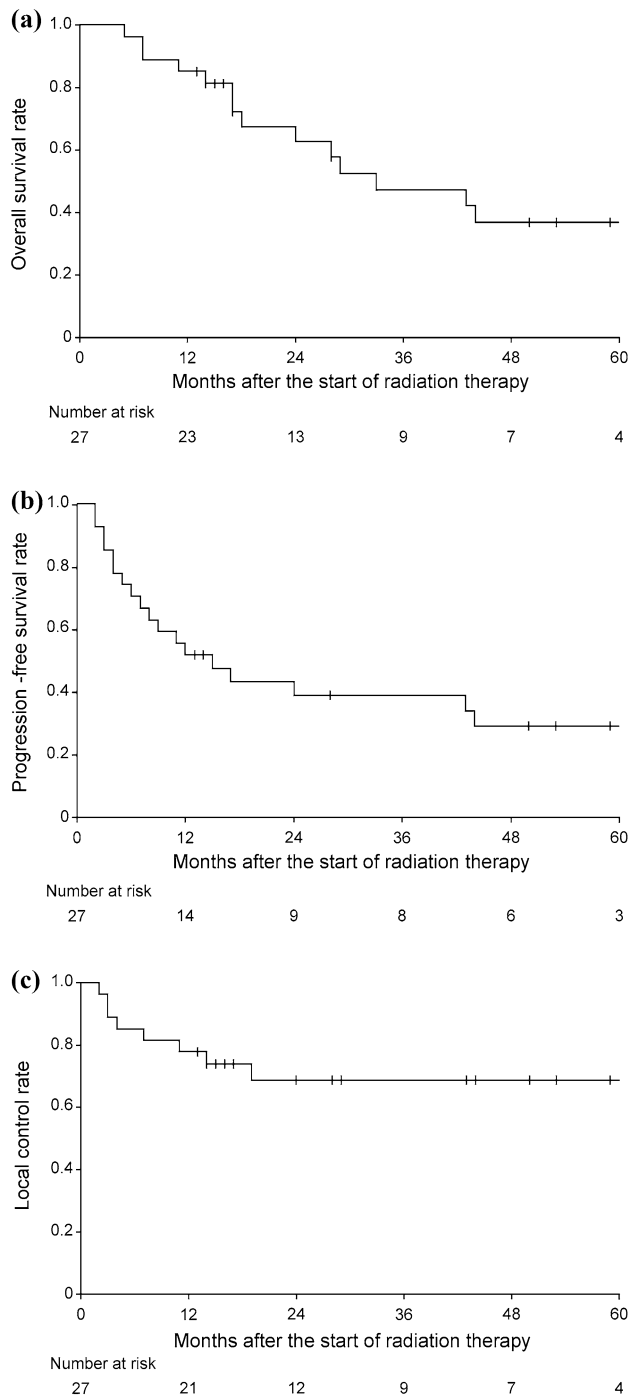 (a)
Overall survival rate
1.0
0.8
0.6
0.4
0.2
0
0 12 24 36 48 60
Months after the start of radiation therapy
Number at risk
27 23 13 9 7 4
(b)
Progression -free survival rate
1.0
0.8
0.6
0.4
0.2
0
0 12 24 36 48 60
Months after the start of radiation therapy
Number at risk
27 14 9 8 6 3
(c)
Local control rate
1.0
0.8
0.6
0.4
0.2
0
0 12 24 36 48 60
Months after the start of radiation therapy
Number at risk
27 21 12 9 7 4